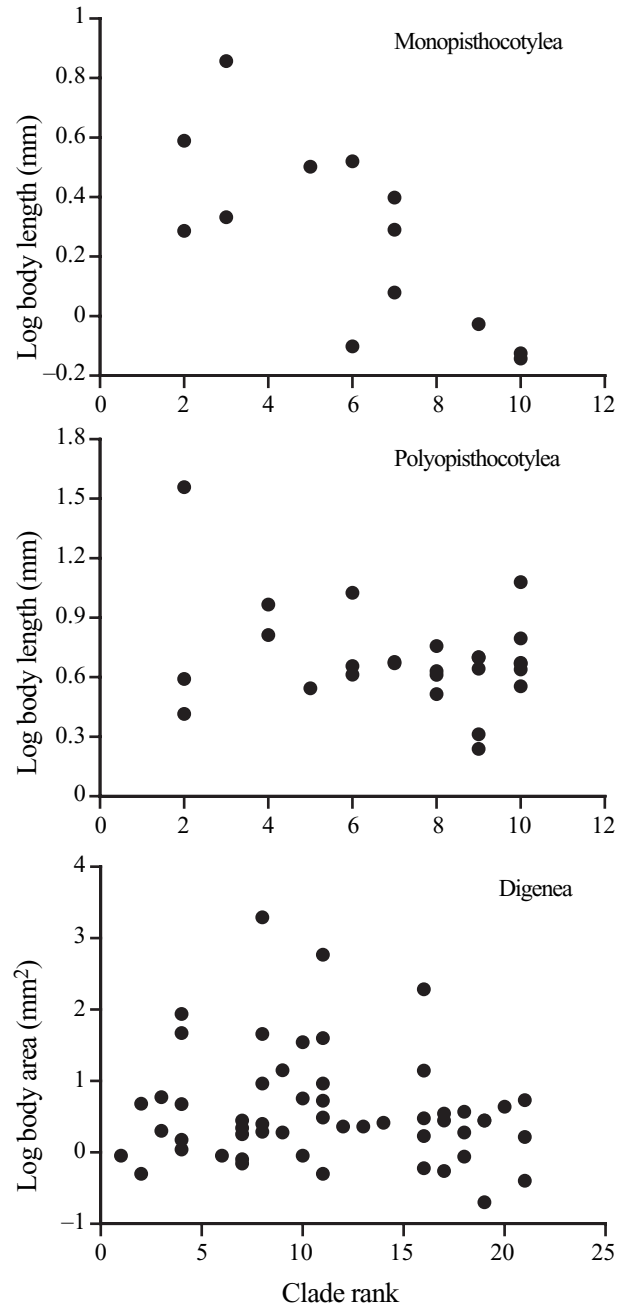 Monopisthocotylea
Log body length (mm)
1
0.8
0.6
0.4
0.2
0
–0.2
0 2 4 6 8 10 12
Polyopisthocotylea
Log body length (mm)
1.8
1.5
1.2
0.9
0.6
0.3
0
0 2 4 6 8 10 12
Digenea
Log body area (mm²)
4
3
2
1
0
–1
0 5 10 15 20 25
Clade rank